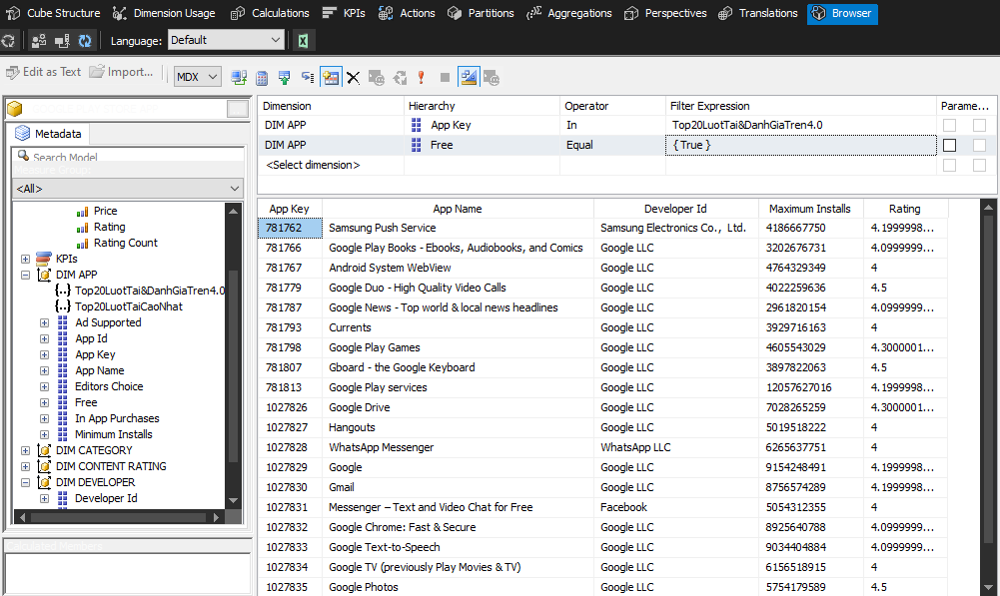 Cube Structure Dimension Usage Calculations KPIs Actions Partitions Aggregations Perspectives Translations Browser
Language: Default
Edit as Text Import... MDX
Metadata
Search Model
Measure Group:
<All>
Price
Rating
Rating Count
KPIs
DIM APP
Top20LuotTai&DanhGiaTren4.0
Top20LuotTaiCaoNhat
Ad Supported
App Id
App Key
App Name
Editors Choice
Free
In App Purchases
Minimum Installs
DIM CATEGORY
DIM CONTENT RATING
DIM DEVELOPER
Developer Id
Calculated Members
Dimension Hierarchy Operator Filter Expression Parame...
DIM APP App Key In Top20LuotTai&DanhGiaTren4.0
DIM APP Free Equal { True }
<Select dimension>
App Key App Name Developer Id Maximum Installs Rating
781762 Samsung Push Service Samsung Electronics Co., Ltd. 4186667750 4.1999998...
781766 Google Play Books - Ebooks, Audiobooks, and Comics Google LLC 3202676731 4.0999999...
781767 Android System WebView Google LLC 4764329349 4
781779 Google Duo - High Quality Video Calls Google LLC 4022259636 4.5
781787 Google News - Top world & local news headlines Google LLC 2961820154 4.0999999...
781793 Currents Google LLC 3929716163 4
781798 Google Play Games Google LLC 4605543029 4.3000001...
781807 Gboard - the Google Keyboard Google LLC 3897822063 4.5
781813 Google Play services Google LLC 12057627016 4.1999998...
1027826 Google Drive Google LLC 7028265259 4.3000001...
1027827 Hangouts Google LLC 5019518222 4
1027828 WhatsApp Messenger WhatsApp LLC 6265637751 4
1027829 Google Google LLC 9154248491 4.1999998...
1027830 Gmail Google LLC 8756574289 4.1999998...
1027831 Messenger – Text and Video Chat for Free Facebook 5054312355 4
1027832 Google Chrome: Fast & Secure Google LLC 8925640788 4.0999999...
1027833 Google Text-to-Speech Google LLC 9034404884 4.0999999...
1027834 Google TV (previously Play Movies & TV) Google LLC 6156518915 4
1027835 Google Photos Google LLC 5754179589 4.5